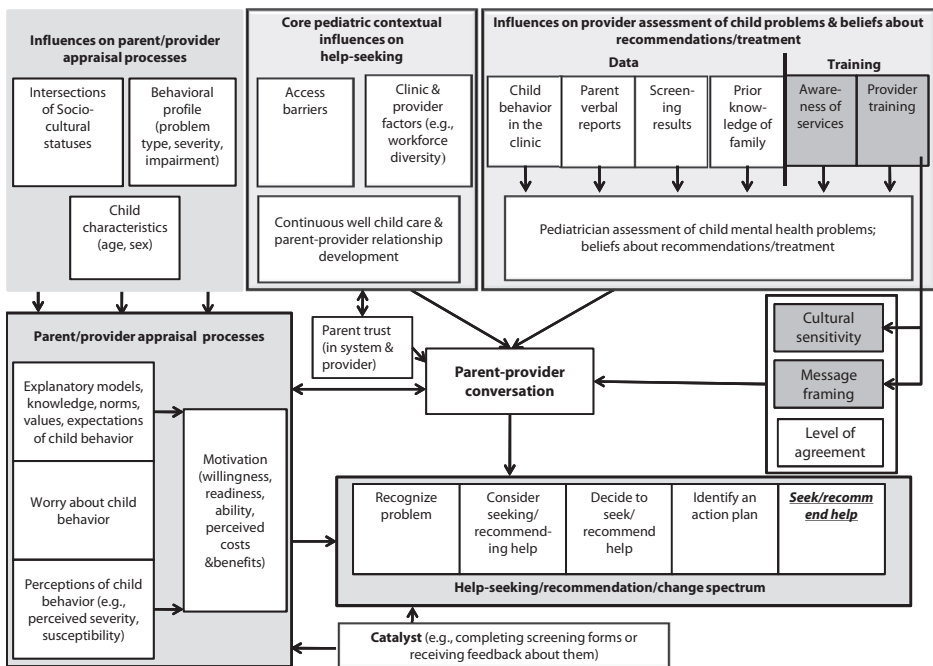 Influences on parent/provider
appraisal processes
Intersections of
Socio-
cultural
statuses
Behavioral
profile
(problem
type, severity,
impairment)
Child
characteristics
(age, sex)
Core pediatric contextual
influences on
help-seeking
Access
barriers
Clinic &
provider
factors (e.g.,
workforce
diversity)
Continuous well child care &
parent-provider relationship
development
Influences on provider assessment of child problems & beliefs about
recommendations/treatment
Data
Training
Child
behavior in
the clinic
Parent
verbal
reports
Screen-
ing
results
Prior
know-
ledge of
family
Aware-
ness of
services
Provider
training
Pediatrician assessment of child mental health problems;
beliefs about recommendations/treatment
Parent/provider appraisal processes
Explanatory models,
knowledge, norms,
values, expectations
of child behavior
Worry about child
behavior
Perceptions of child
behavior (e.g.,
perceived severity,
susceptibility)
Motivation
(willingness,
readiness,
ability,
perceived
costs
&benefits)
Parent trust
(in system &
provider)
Parent-provider
conversation
Cultural
sensitivity
Message
framing
Level of
agreement
Recognize
problem
Consider
seeking/
recommend-
ing help
Decide to
seek/
recommend
help
Identify an
action plan
Seek/recomm
end help
Help-seeking/recommendation/change spectrum
Catalyst (e.g., completing screening forms or
receiving feedback about them)